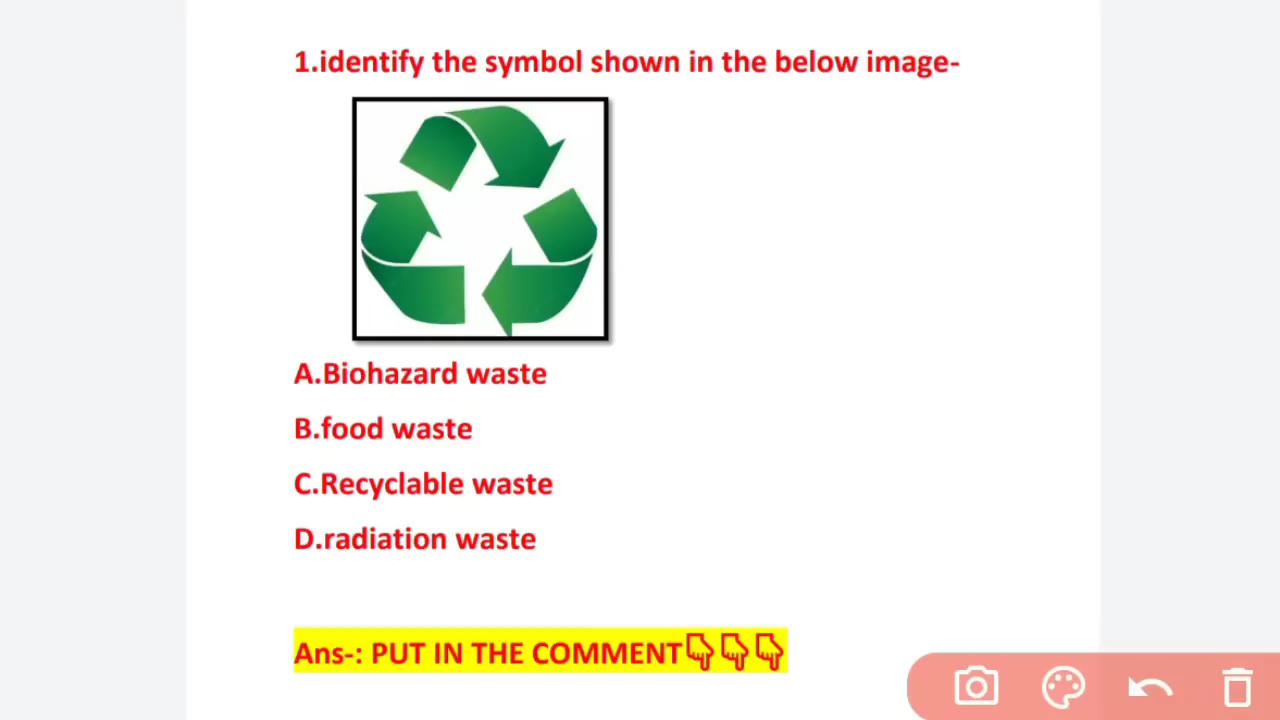 1.identify the symbol shown in the below image-
A.Biohazard waste
B.food waste
C.Recyclable waste
D.radiation waste
Ans-: PUT IN THE COMMENT👇👇👇